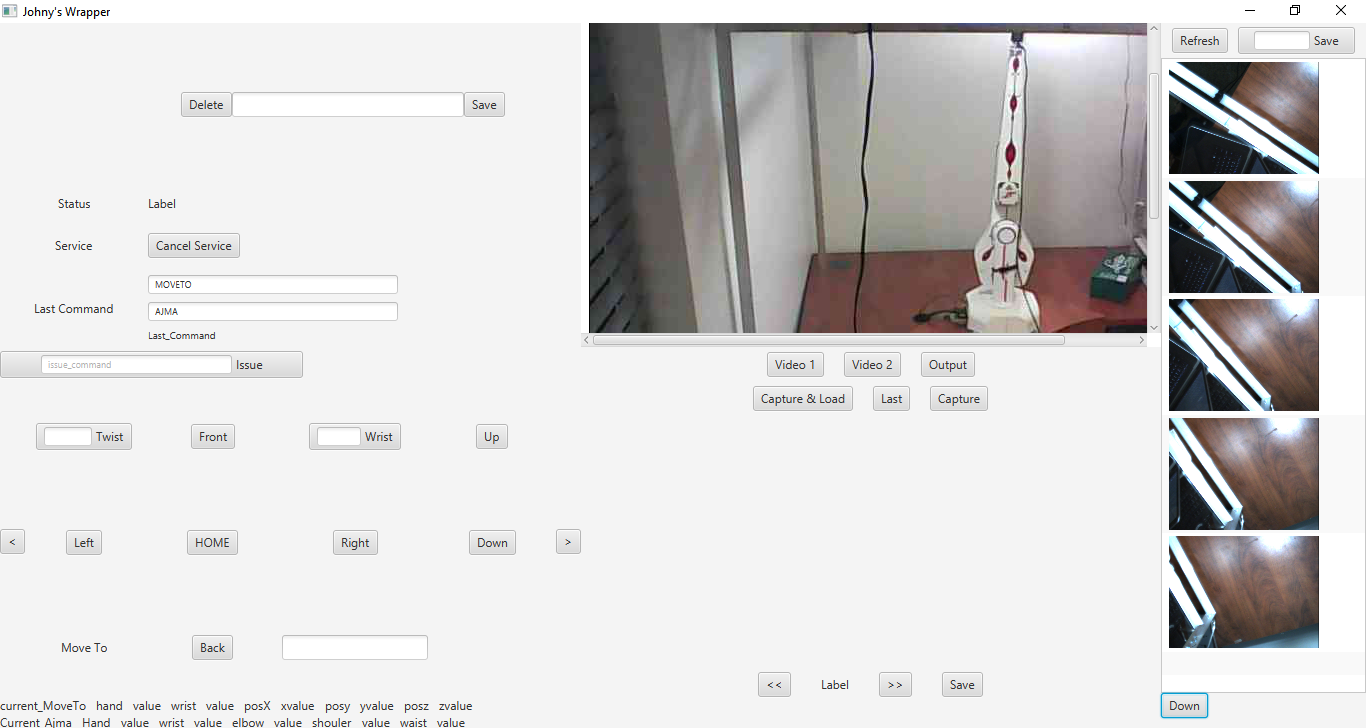 Johny's Wrapper
Refresh Save
Delete Save
Status Label
Service Cancel Service
MOVETO
Last Command
AJMA
Last_Command
issue_command Issue
Video 1 Video 2 Output
Capture & Load Last Capture
Twist Front Wrist Up
< Left HOME Right Down >
Move To Back
<< Label >> Save
Down
current_MoveTo hand value wrist value posX xvalue posy yvalue posz zvalue
Current_Ajma Hand value wrist value elbow value shouler value waist value